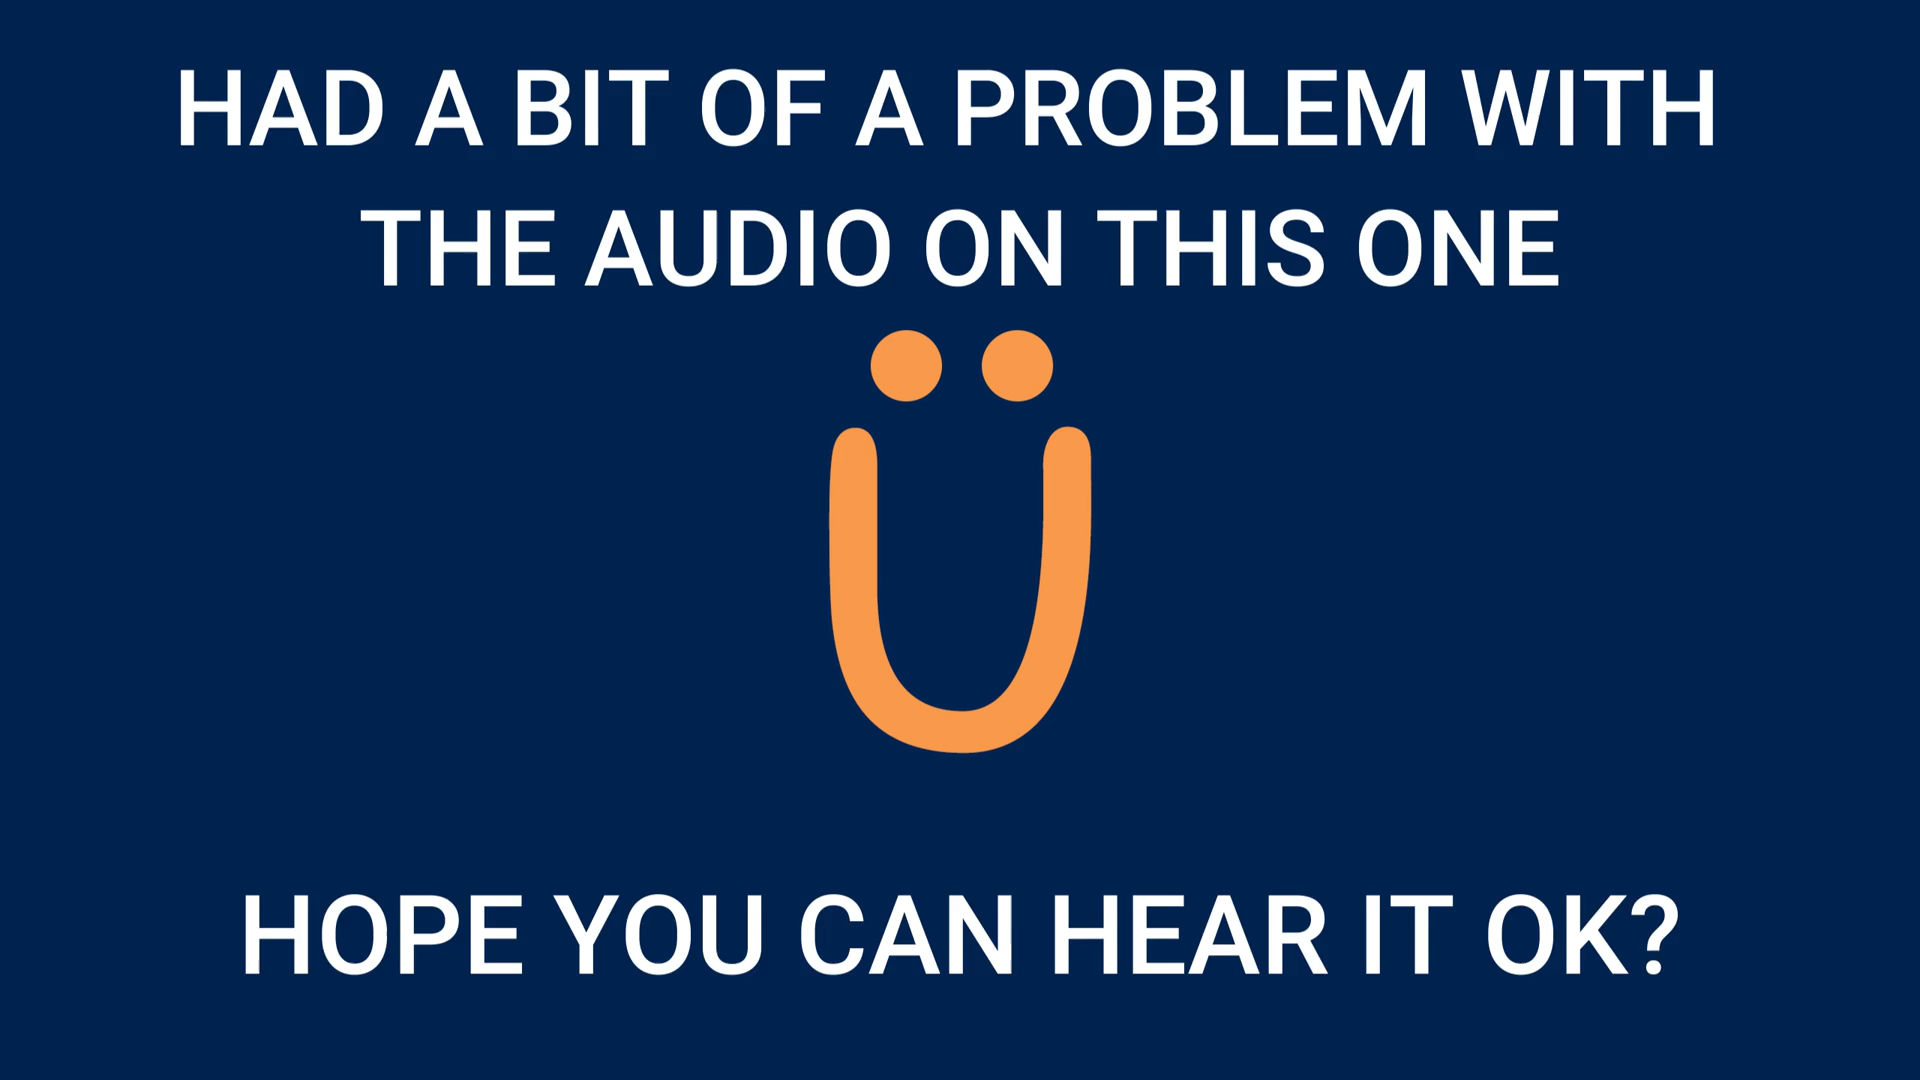 HAD A BIT OF A PROBLEM WITH
THE AUDIO ON THIS ONE
Ü
HOPE YOU CAN HEAR IT OK?